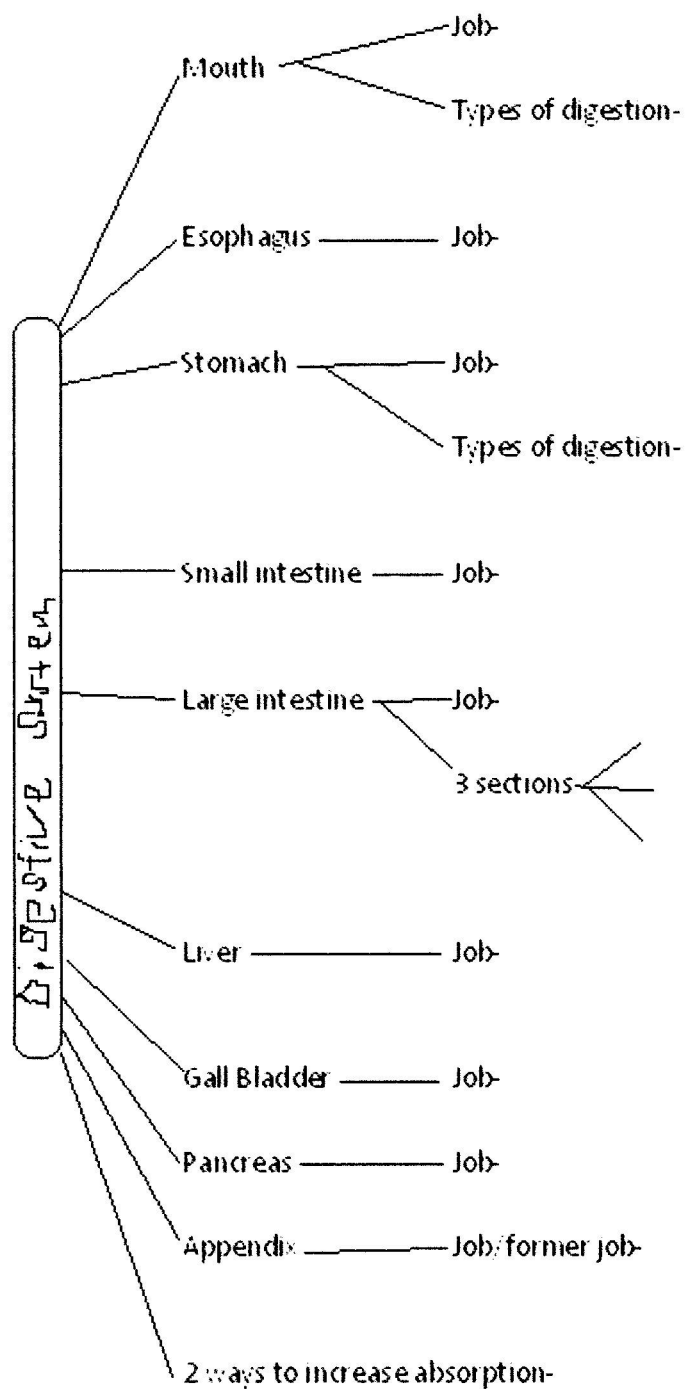 Job-
Mouth
Types of digestion-
Esophagus
Job-
Stomach
Job-
Types of digestion-
Small intestine
Job-
Large intestine
Job-
3 sections-
Digestive System
Liver
Job-
Gall Bladder
Job-
Pancreas
Job-
Appendix
Job/former job-
2 ways to increase absorption-